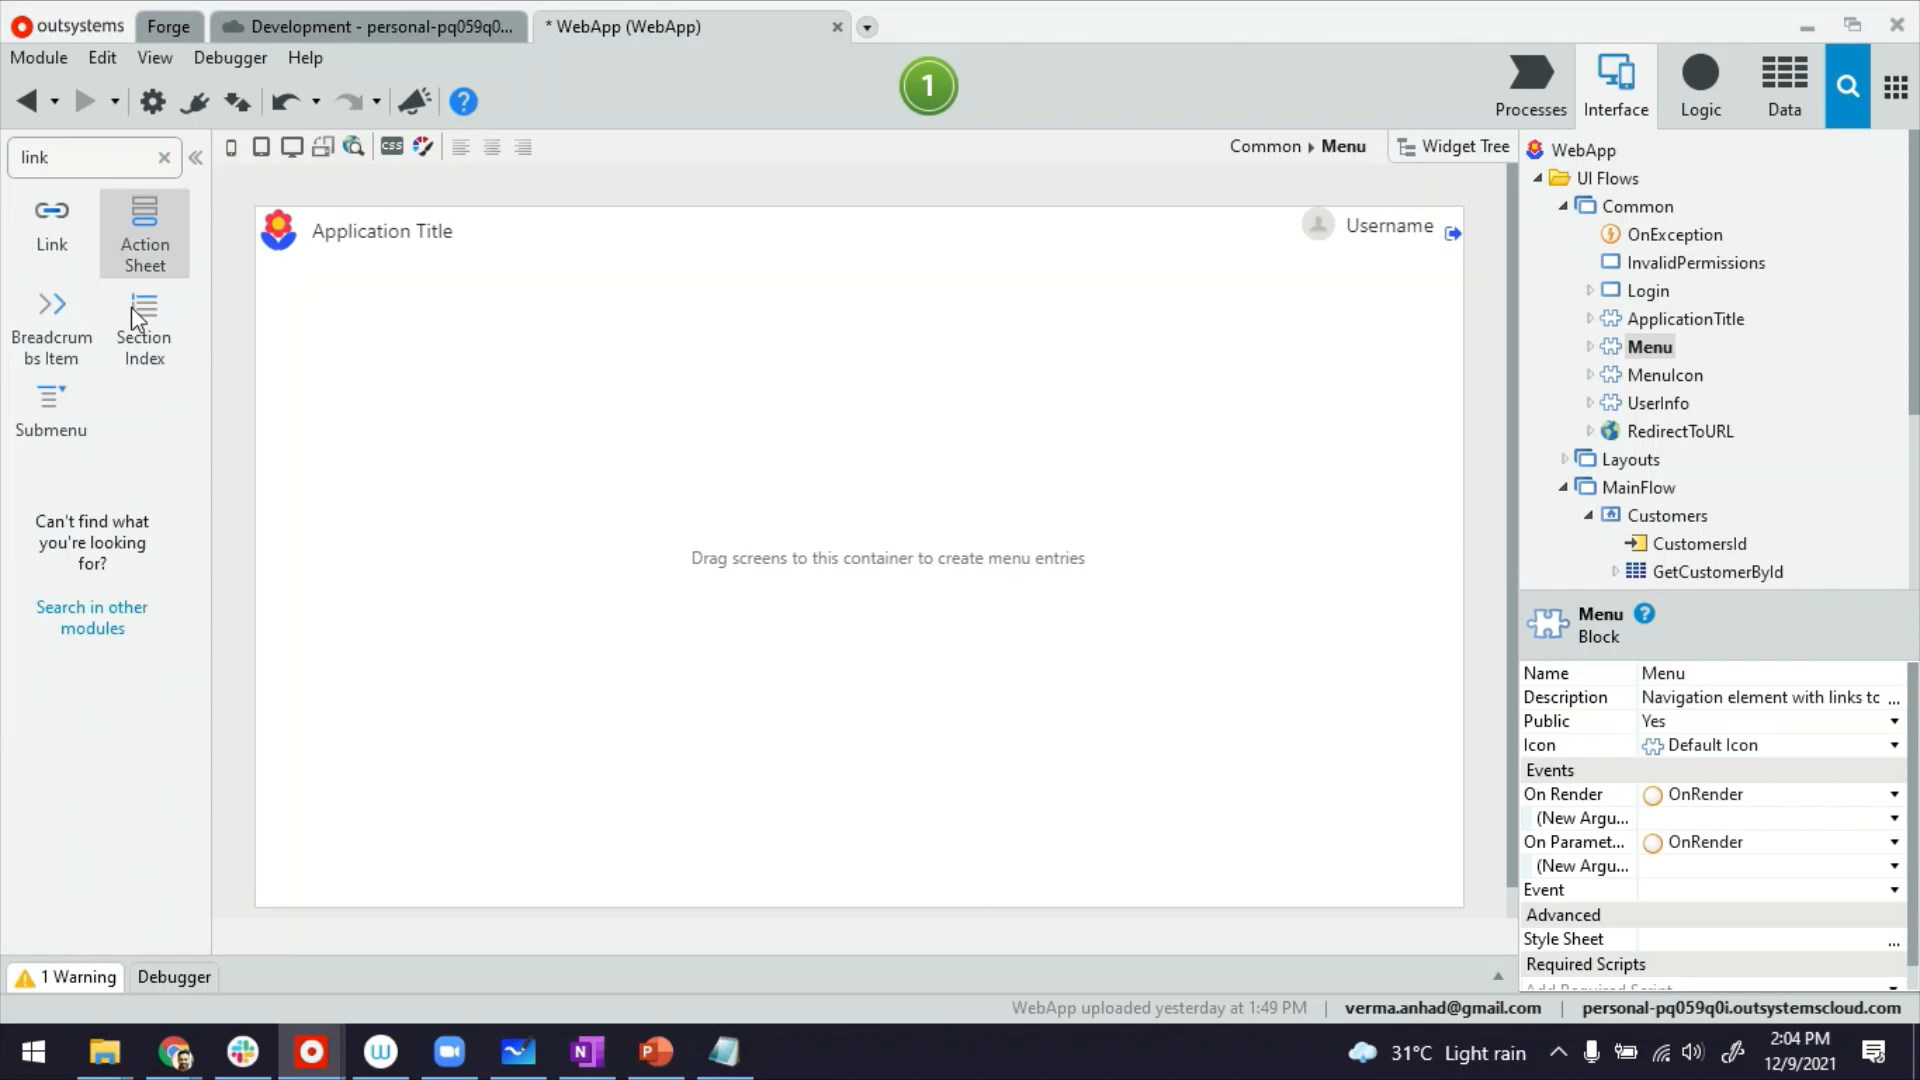 outsystems
Forge
Development - personal-pq059q0...
* WebApp (WebApp)
Module Edit View Debugger Help
1
Processes Interface Logic Data
link
css
Common Menu
Widget Tree
Link
Action Sheet
Breadcrum
bs Item
Section
Index
Submenu
Can't find what
you're looking
for?
Search in other
modules
Application Title
Username
Drag screens to this container to create menu entries
WebApp
UI Flows
Common
OnException
InvalidPermissions
Login
ApplicationTitle
Menu
MenuIcon
UserInfo
RedirectToURL
Layouts
MainFlow
Customers
CustomersId
GetCustomerById
Menu
Block
Name Menu
Description Navigation element with links tc ...
Public Yes
Icon Default Icon
Events
On Render OnRender
(New Argu...
On Paramet... OnRender
(New Argu...
Event
Advanced
Style Sheet ...
Required Scripts
Add Required Script
1 Warning
Debugger
WebApp uploaded yesterday at 1:49 PM | verma.anhad@gmail.com | personal-pq059q0i.outsystemscloud.com
31°C Light rain
2:04 PM
12/9/2021